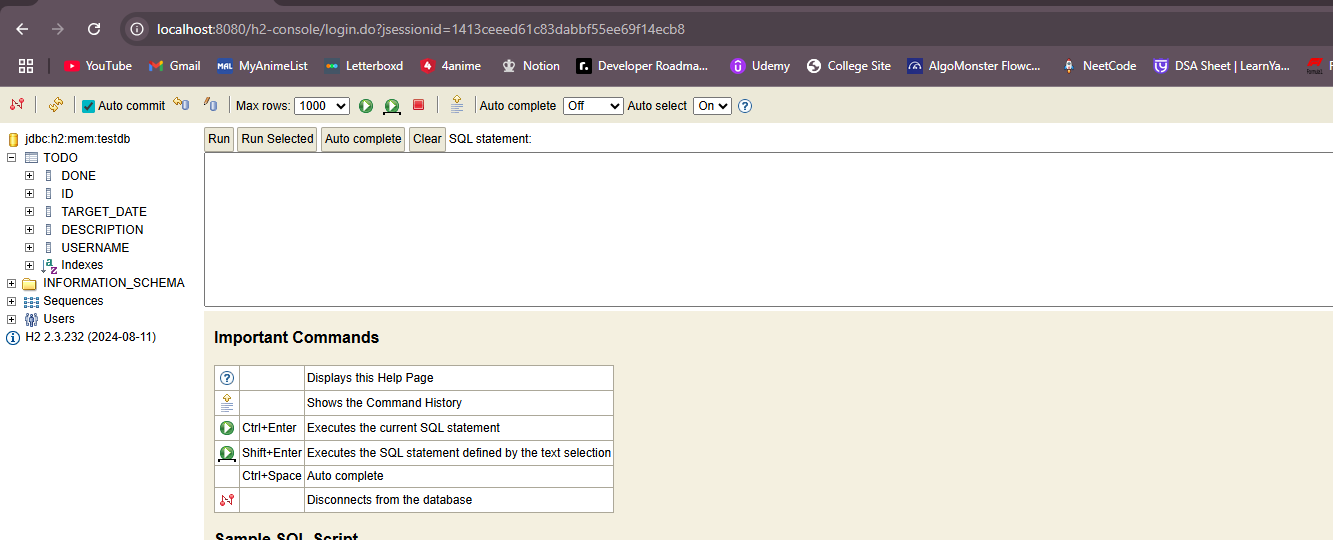 localhost:8080/h2-console/login.do?jsessionid=1413ceeed61c83dabbf55ee69f14ecb8
YouTube Gmail MyAnimeList Letterboxd 4anime Notion Developer Roadma... Udemy College Site AlgoMonster Flowc... NeetCode DSA Sheet | LearnYa...
Auto commit Max rows: 1000 Auto complete Off Auto select On
jdbc:h2:mem:testdb
TODO
DONE
ID
TARGET_DATE
DESCRIPTION
USERNAME
Indexes
INFORMATION_SCHEMA
Sequences
Users
H2 2.3.232 (2024-08-11)
Run Run Selected Auto complete Clear SQL statement:
Important Commands
Displays this Help Page
Shows the Command History
Ctrl+Enter Executes the current SQL statement
Shift+Enter Executes the SQL statement defined by the text selection
Ctrl+Space Auto complete
Disconnects from the database
Sample SQL Script